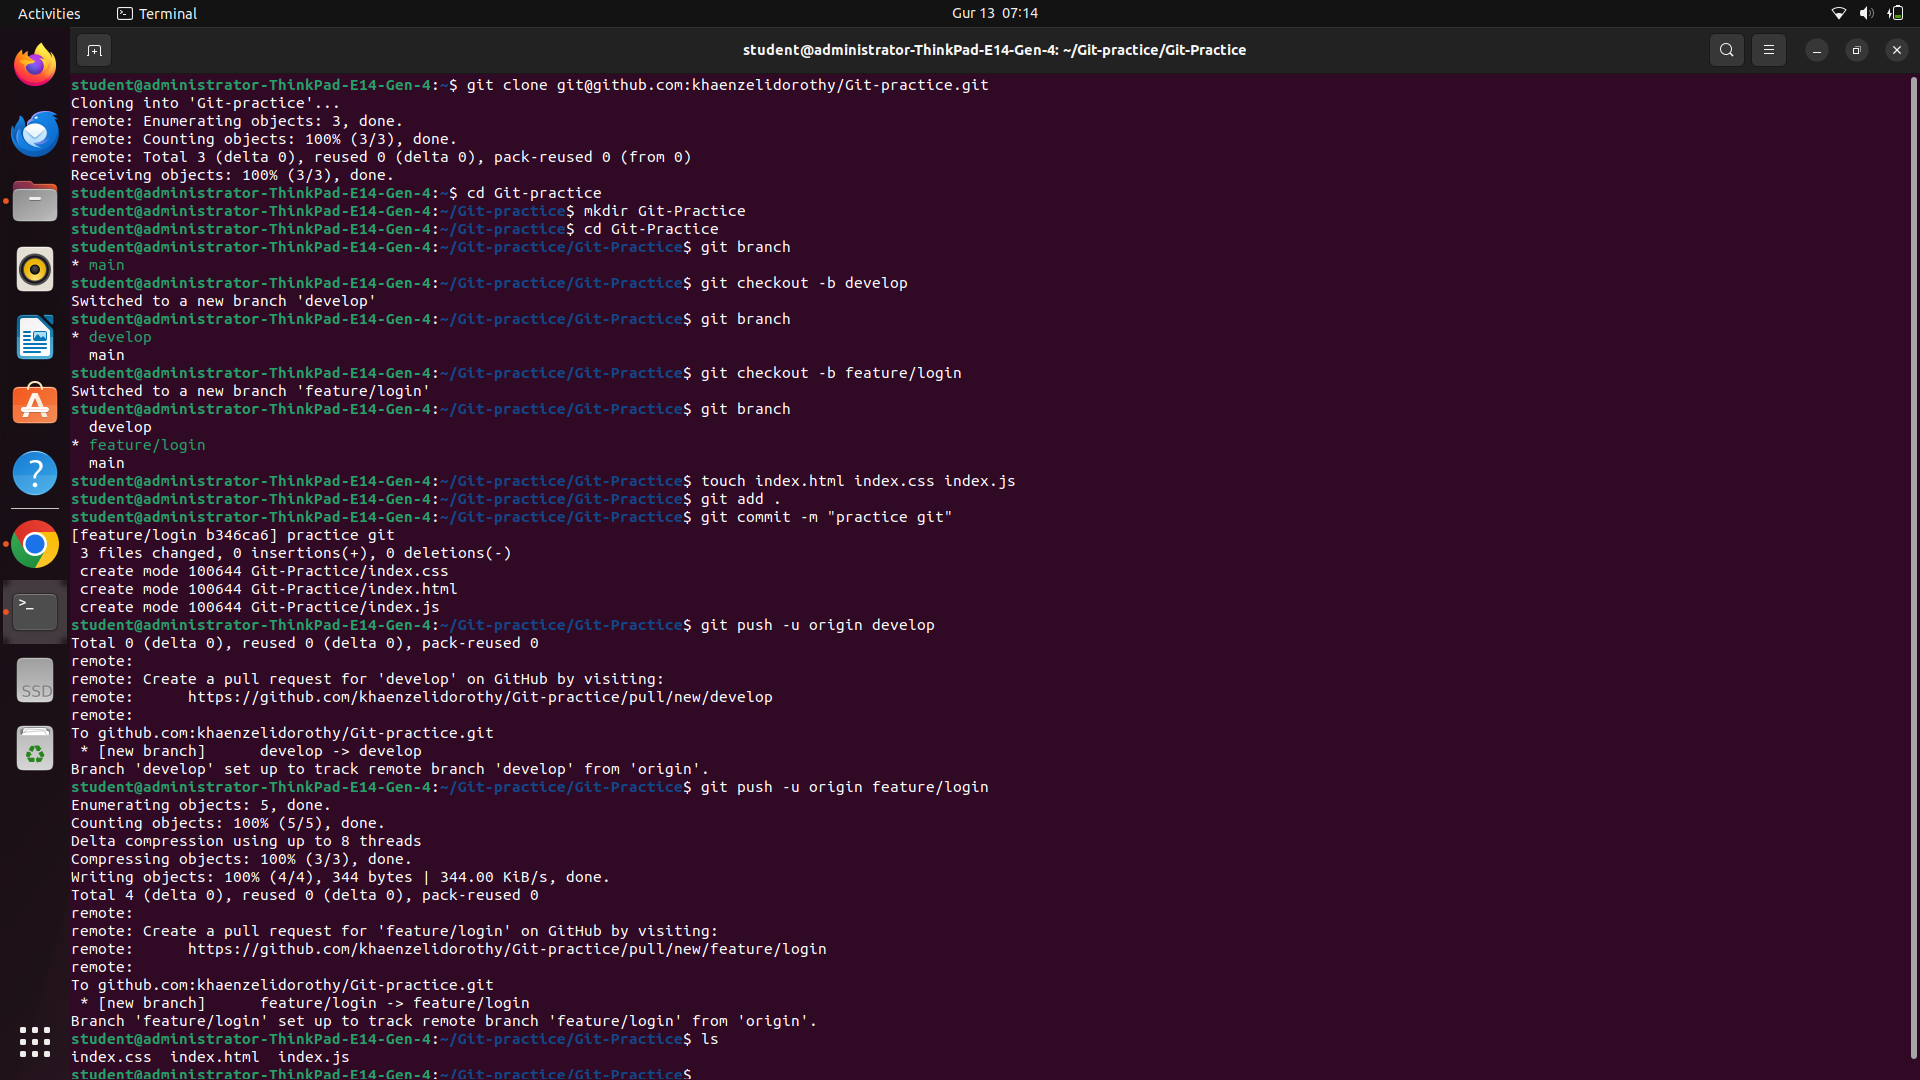 Activities
Terminal
Gur 13 07:14
student@administrator-ThinkPad-E14-Gen-4: ~/Git-practice/Git-Practice
student@administrator-ThinkPad-E14-Gen-4:~$ git clone git@github.com:khaenzelidorothy/Git-practice.git
Cloning into 'Git-practice'...
remote: Enumerating objects: 3, done.
remote: Counting objects: 100% (3/3), done.
remote: Total 3 (delta 0), reused 0 (delta 0), pack-reused 0 (from 0)
Receiving objects: 100% (3/3), done.
student@administrator-ThinkPad-E14-Gen-4:~$ cd Git-practice
student@administrator-ThinkPad-E14-Gen-4:~/Git-practice$ mkdir Git-Practice
student@administrator-ThinkPad-E14-Gen-4:~/Git-practice$ cd Git-Practice
student@administrator-ThinkPad-E14-Gen-4:~/Git-practice/Git-Practice$ git branch
* main
student@administrator-ThinkPad-E14-Gen-4:~/Git-practice/Git-Practice$ git checkout -b develop
Switched to a new branch 'develop'
student@administrator-ThinkPad-E14-Gen-4:~/Git-practice/Git-Practice$ git branch
* develop
  main
student@administrator-ThinkPad-E14-Gen-4:~/Git-practice/Git-Practice$ git checkout -b feature/login
Switched to a new branch 'feature/login'
student@administrator-ThinkPad-E14-Gen-4:~/Git-practice/Git-Practice$ git branch
  develop
* feature/login
  main
student@administrator-ThinkPad-E14-Gen-4:~/Git-practice/Git-Practice$ touch index.html index.css index.js
student@administrator-ThinkPad-E14-Gen-4:~/Git-practice/Git-Practice$ git add .
student@administrator-ThinkPad-E14-Gen-4:~/Git-practice/Git-Practice$ git commit -m "practice git"
[feature/login b346ca6] practice git
 3 files changed, 0 insertions(+), 0 deletions(-)
 create mode 100644 Git-Practice/index.css
 create mode 100644 Git-Practice/index.html
 create mode 100644 Git-Practice/index.js
student@administrator-ThinkPad-E14-Gen-4:~/Git-practice/Git-Practice$ git push -u origin develop
Total 0 (delta 0), reused 0 (delta 0), pack-reused 0
remote:
remote: Create a pull request for 'develop' on GitHub by visiting:
remote:      https://github.com/khaenzelidorothy/Git-practice/pull/new/develop
remote:
To github.com:khaenzelidorothy/Git-practice.git
 * [new branch]      develop -> develop
Branch 'develop' set up to track remote branch 'develop' from 'origin'.
student@administrator-ThinkPad-E14-Gen-4:~/Git-practice/Git-Practice$ git push -u origin feature/login
Enumerating objects: 5, done.
Counting objects: 100% (5/5), done.
Delta compression using up to 8 threads
Compressing objects: 100% (3/3), done.
Writing objects: 100% (4/4), 344 bytes | 344.00 KiB/s, done.
Total 4 (delta 0), reused 0 (delta 0), pack-reused 0
remote:
remote: Create a pull request for 'feature/login' on GitHub by visiting:
remote:      https://github.com/khaenzelidorothy/Git-practice/pull/new/feature/login
remote:
To github.com:khaenzelidorothy/Git-practice.git
 * [new branch]      feature/login -> feature/login
Branch 'feature/login' set up to track remote branch 'feature/login' from 'origin'.
student@administrator-ThinkPad-E14-Gen-4:~/Git-practice/Git-Practice$ ls
index.css  index.html  index.js
student@administrator-ThinkPad-E14-Gen-4:~/Git-practice/Git-Practice$
SSD